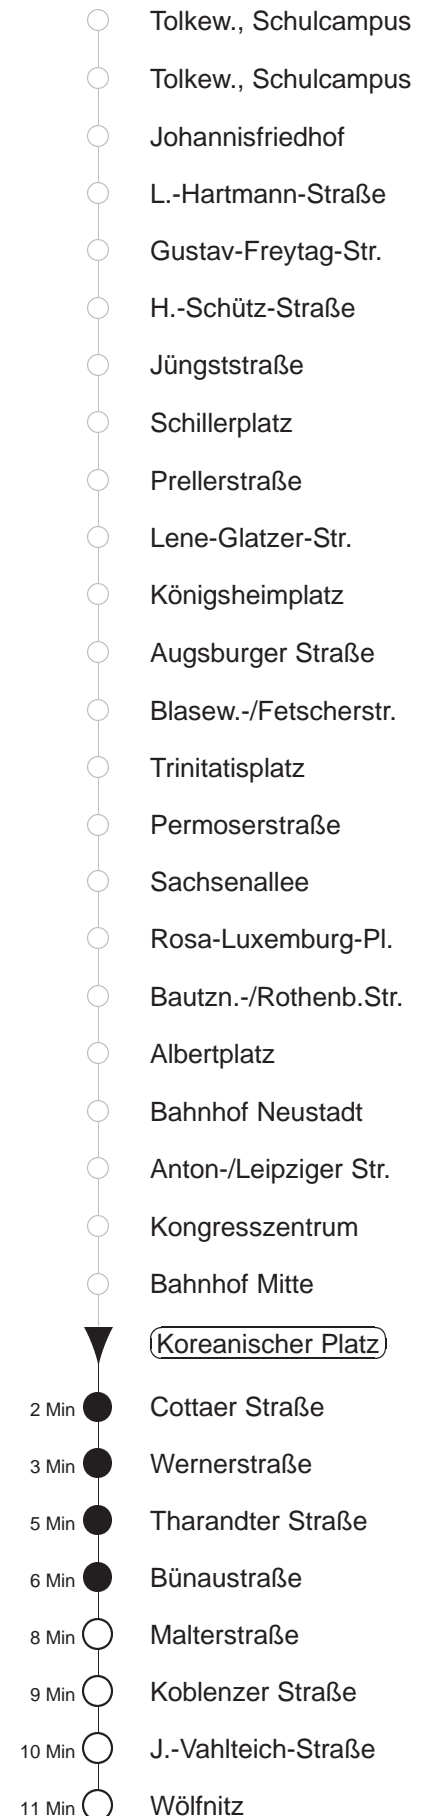 Tolkew., Schulcampus
Tolkew., Schulcampus
Johannisfriedhof
L.-Hartmann-Straße
Gustav-Freytag-Str.
H.-Schütz-Straße
Jüngststraße
Schillerplatz
Prellerstraße
Lene-Glatzer-Str.
Königsheimplatz
Augsburger Straße
Blasew.-/Fetscherstr.
Trinitatisplatz
Permoserstraße
Sachsenallee
Rosa-Luxemburg-Pl.
Bautzn.-/Rothenb.Str.
Albertplatz
Bahnhof Neustadt
Anton-/Leipziger Str.
Kongresszentrum
Bahnhof Mitte
Koreanischer Platz
2 Min Cottaer Straße
3 Min Wernerstraße
5 Min Tharandter Straße
6 Min Bünaustraße
8 Min Malterstraße
9 Min Koblenzer Straße
10 Min J.-Vahlteich-Straße
11 Min Wölfnitz